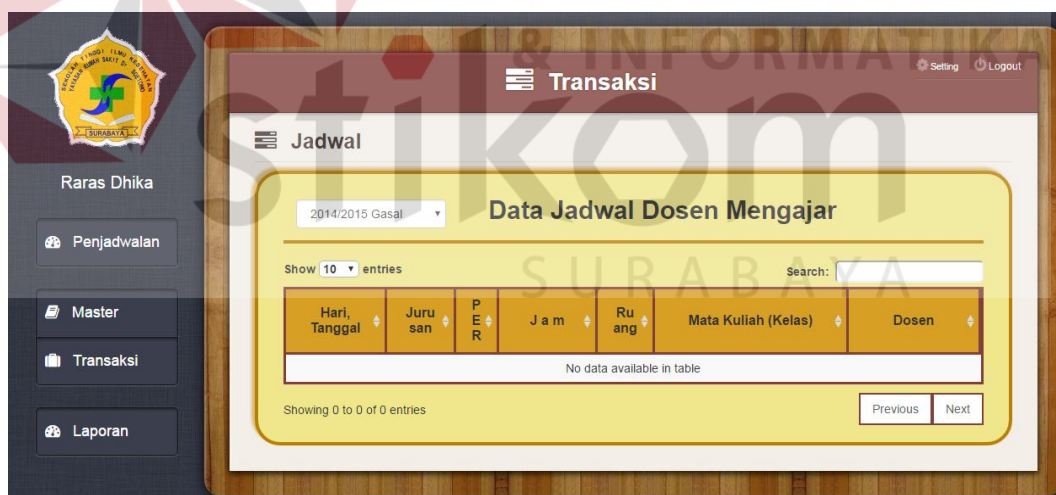 & INFORMATIKA
stikom
SURABAYA
SURABAYA
Raras Dhika
Penjadwalan
Master
Transaksi
Laporan
Transaksi
Setting
Logout
Jadwal
2014/2015 Gasal
Data Jadwal Dosen Mengajar
Show 10 entries
Search:
Hari,
Tanggal
Juru
san
P
E
R
J a m
Ru
ang
Mata Kuliah (Kelas)
Dosen
No data available in table
Showing 0 to 0 of 0 entries
Previous
Next